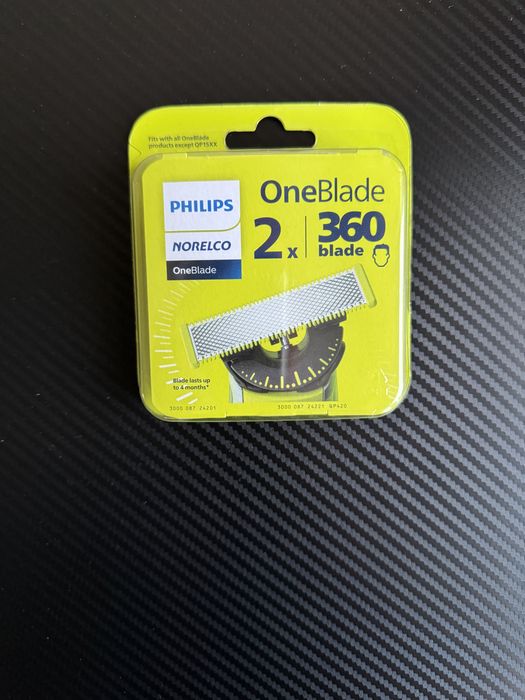 Fits with all OneBlade
products except QP15XX
PHILIPS
NORELCO
OneBlade
OneBlade
2x
360
blade
Blade lasts up
to 4 months*
3000 087 24201
3000 087 24221 QP420